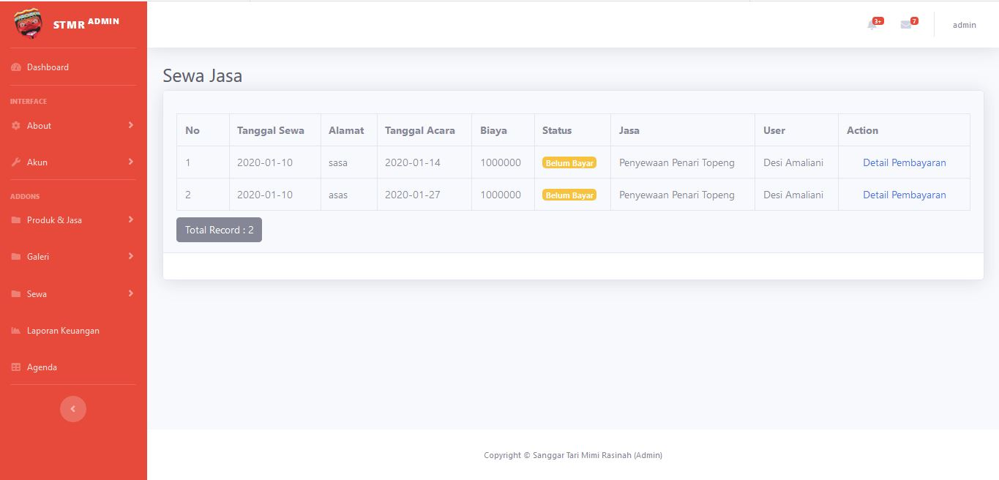 STMR ADMIN
3+
7
admin
Dashboard
INTERFACE
About
Akun
ADDONS
Produk & Jasa
Galeri
Sewa
Laporan Keuangan
Agenda
Sewa Jasa
No Tanggal Sewa Alamat Tanggal Acara Biaya Status Jasa User Action
1 2020-01-10 sasa 2020-01-14 1000000 Belum Bayar Penyewaan Penari Topeng Desi Amaliani Detail Pembayaran
2 2020-01-10 asas 2020-01-27 1000000 Belum Bayar Penyewaan Penari Topeng Desi Amaliani Detail Pembayaran
Total Record : 2
Copyright © Sanggar Tari Mimi Rasinah (Admin)